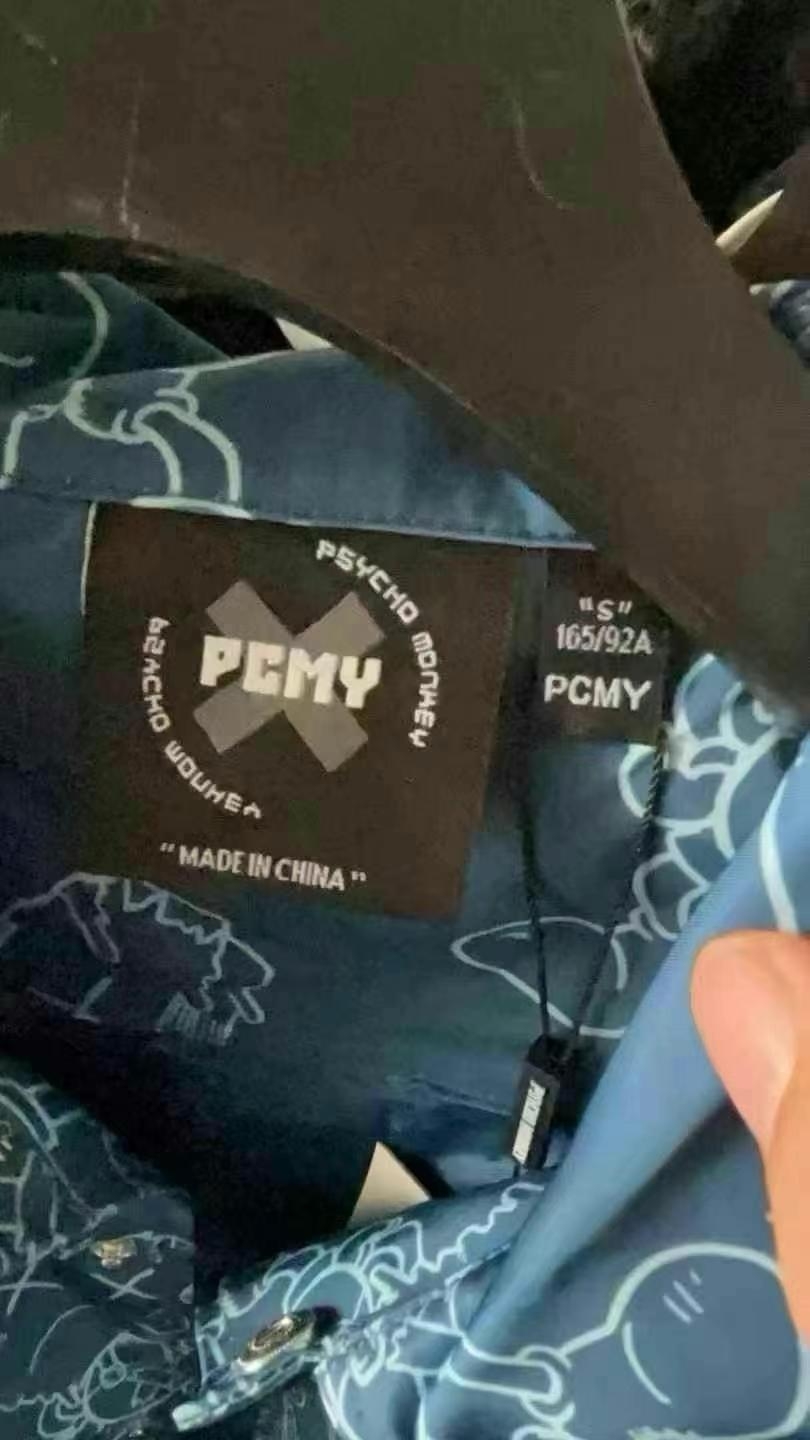 PSYCHO MONKEY
PCMY
PSYCHO MONKEY
" MADE IN CHINA "
"S"
165/92A
PCMY